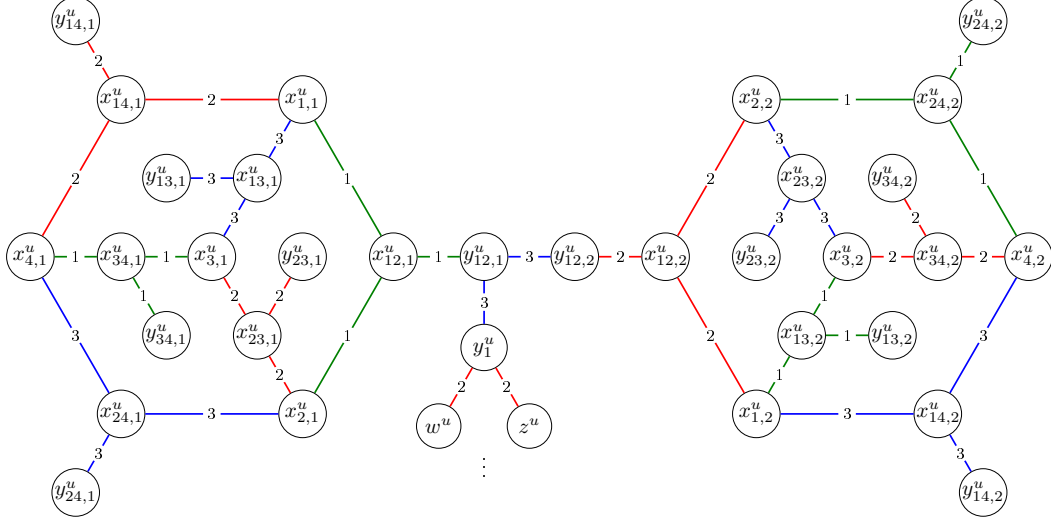 y^u_{14,1}
y^u_{24,2}
2
1
x^u_{14,1}
2
x^u_{1,1}
x^u_{2,2}
1
x^u_{24,2}
3
3
2
y^u_{13,1}
3
x^u_{13,1}
1
2
x^u_{23,2}
y^u_{34,2}
1
3
3
3
2
x^u_{4,1}
1
x^u_{34,1}
1
x^u_{3,1}
y^u_{23,1}
x^u_{12,1}
1
y^u_{12,1}
3
y^u_{12,2}
2
x^u_{12,2}
y^u_{23,2}
x^u_{3,2}
2
x^u_{34,2}
2
x^u_{4,2}
1
2
2
3
1
3
y^u_{34,1}
x^u_{23,1}
1
y^u_1
2
x^u_{13,2}
1
y^u_{13,2}
3
2
2
2
1
x^u_{24,1}
3
x^u_{2,1}
w^u
z^u
x^u_{1,2}
3
x^u_{14,2}
3
⋮
3
y^u_{24,1}
y^u_{14,2}